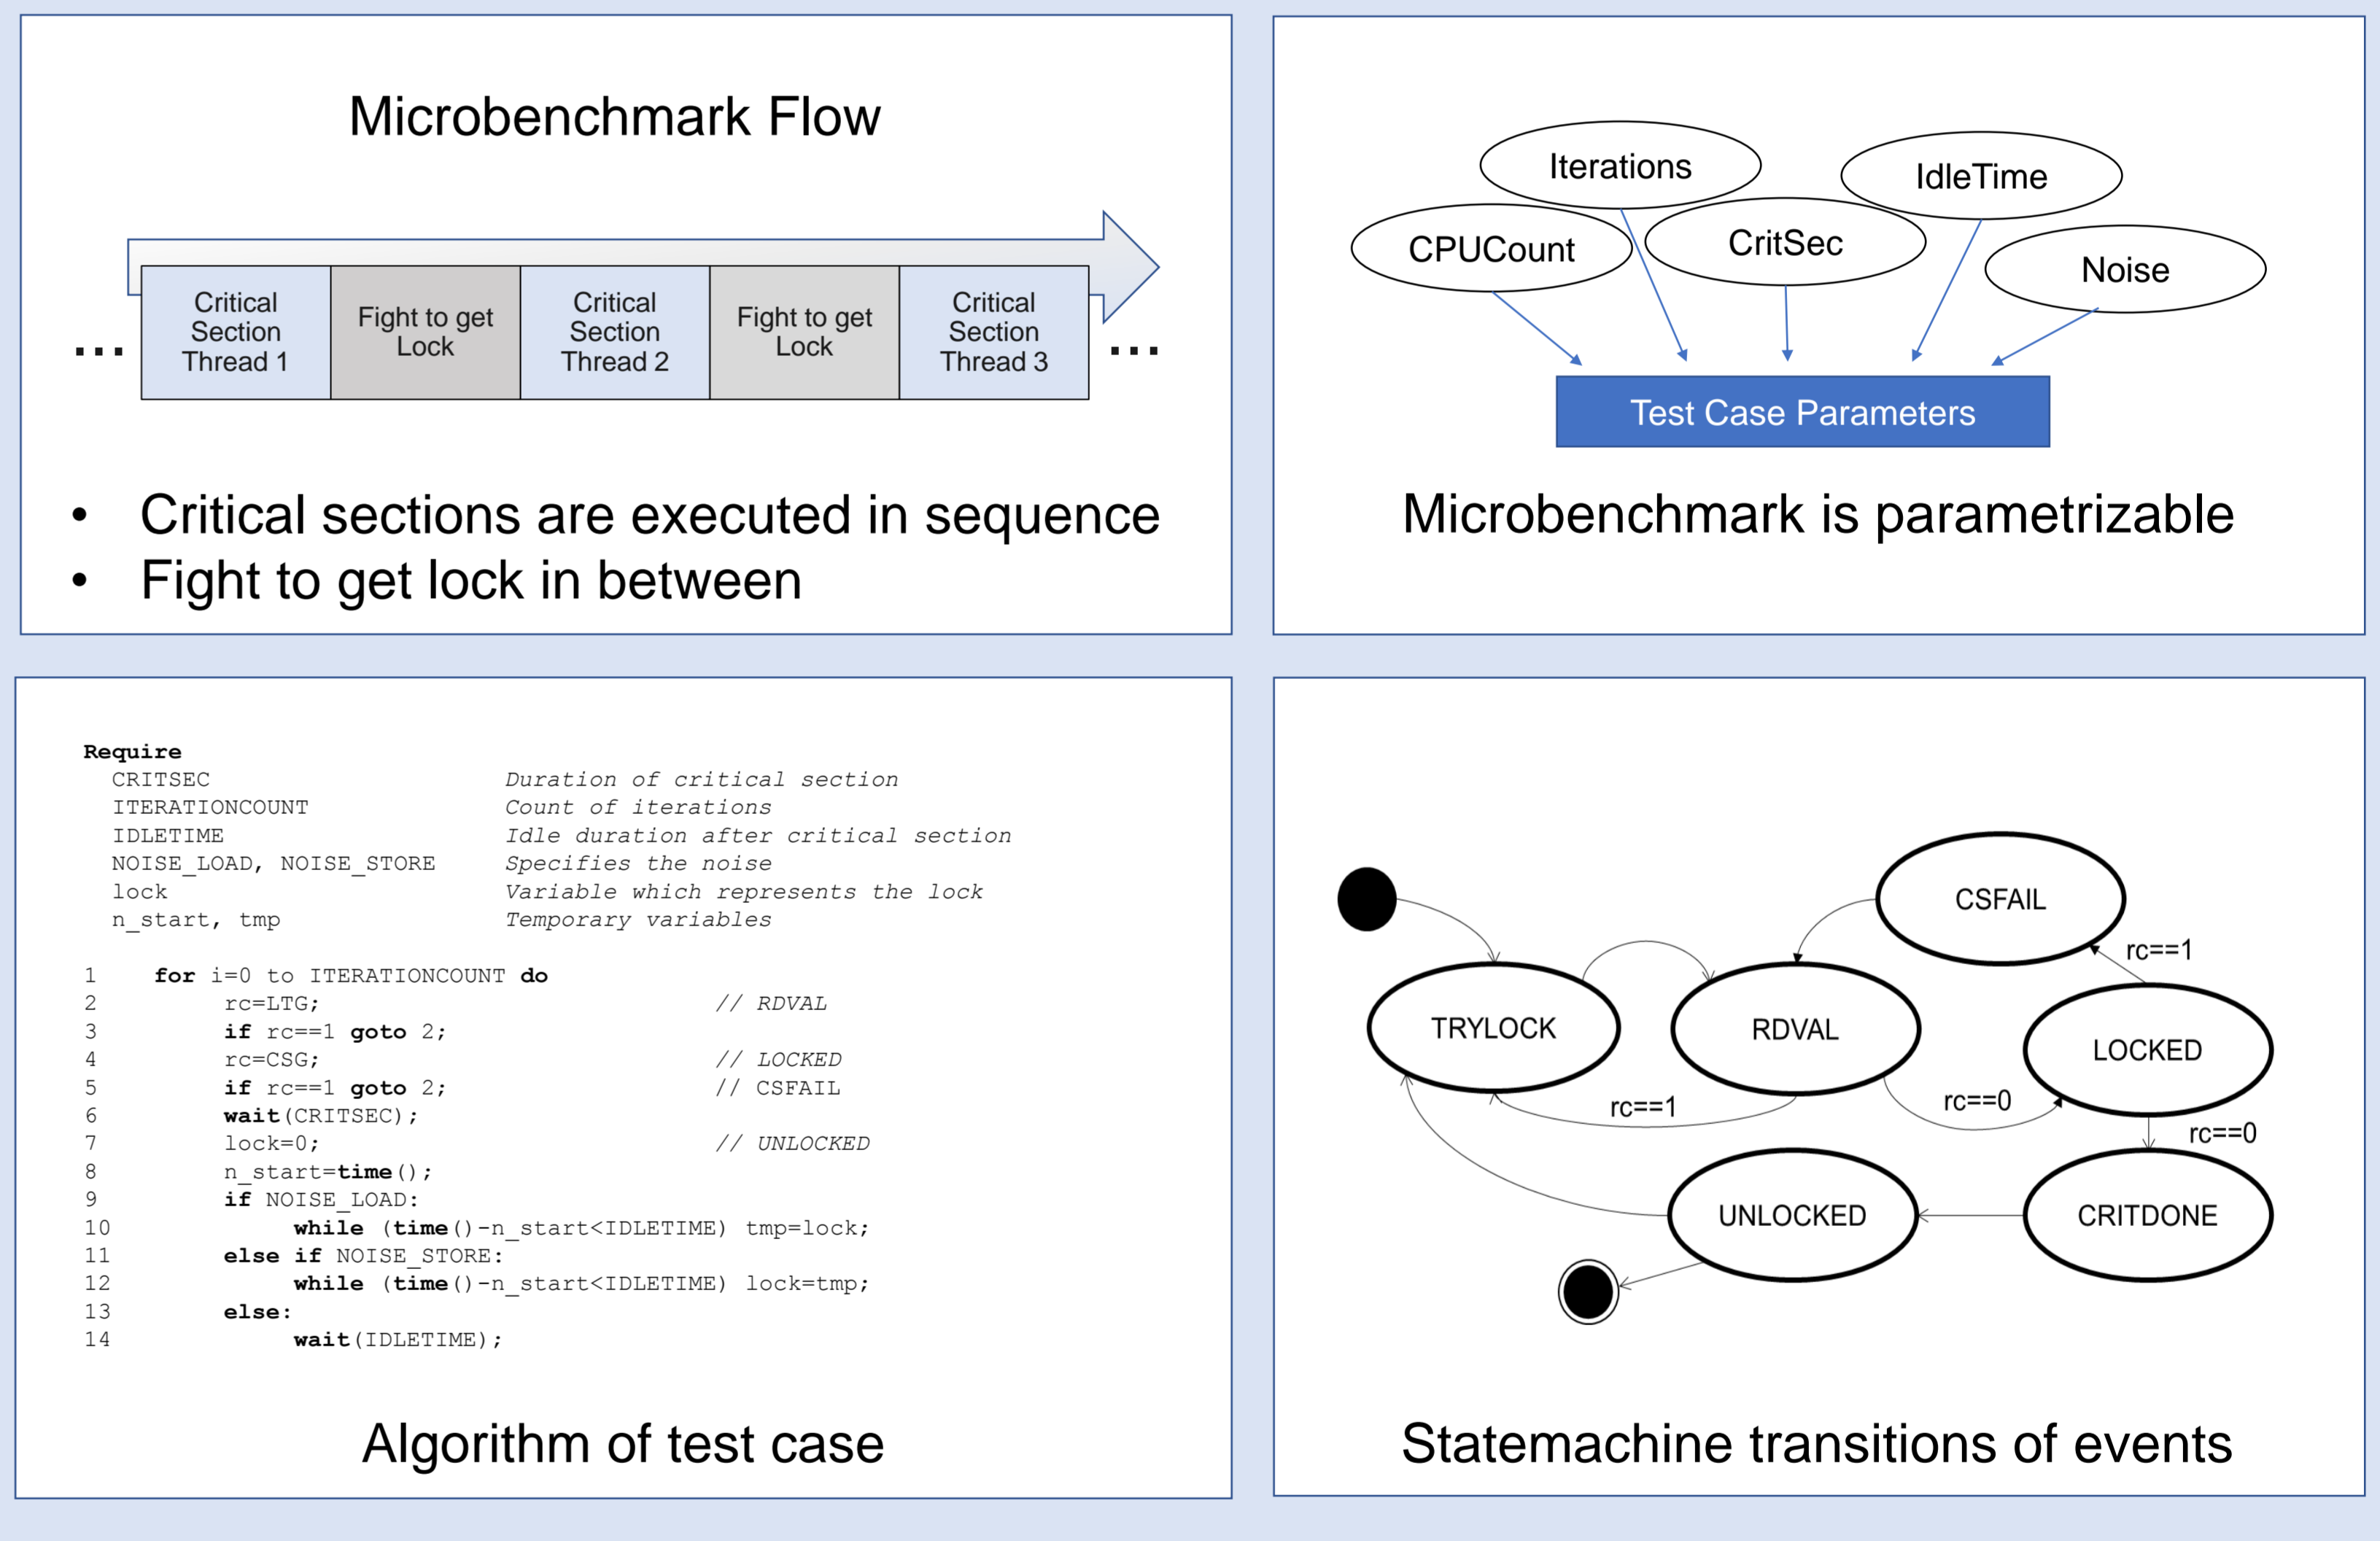 Microbenchmark Flow
Critical
Section
Thread 1
Fight to get
Lock
Critical
Section
Thread 2
Fight to get
Lock
Critical
Section
Thread 3
...
...
• Critical sections are executed in sequence
• Fight to get lock in between
Iterations
IdleTime
CPUCount
CritSec
Noise
Test Case Parameters
Microbenchmark is parametrizable
Require
CRITSEC Duration of critical section
ITERATIONCOUNT Count of iterations
IDLETIME Idle duration after critical section
NOISE_LOAD, NOISE_STORE Specifies the noise
lock Variable which represents the lock
n_start, tmp Temporary variables
1 for i=0 to ITERATIONCOUNT do
2 rc=LTG; // RDVAL
3 if rc==1 goto 2;
4 rc=CSG; // LOCKED
5 if rc==1 goto 2; // CSFAIL
6 wait(CRITSEC);
7 lock=0; // UNLOCKED
8 n_start=time();
9 if NOISE_LOAD:
10 while (time()-n_start<IDLETIME) tmp=lock;
11 else if NOISE_STORE:
12 while (time()-n_start<IDLETIME) lock=tmp;
13 else:
14 wait(IDLETIME);
Algorithm of test case
CSFAIL
rc==1
TRYLOCK
RDVAL
LOCKED
rc==1
rc==0
rc==0
UNLOCKED
CRITDONE
Statemachine transitions of events